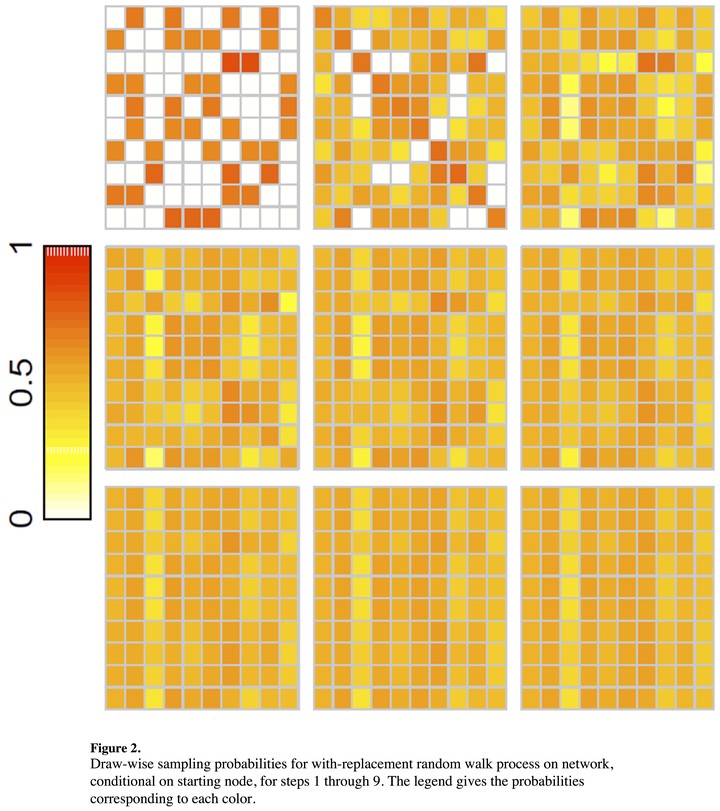 1
0.5
0
Figure 2.
Draw-wise sampling probabilities for with-replacement random walk process on network,
conditional on starting node, for steps 1 through 9. The legend gives the probabilities
corresponding to each color.